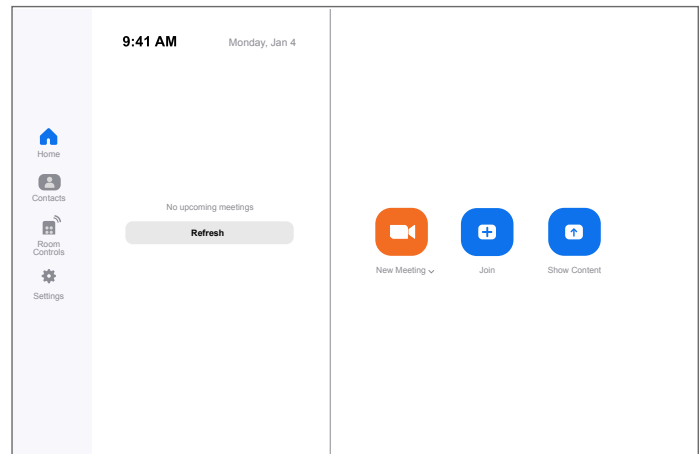 9:41 AM
Monday, Jan 4
Home
Contacts
Room
Controls
Settings
No upcoming meetings
Refresh
New Meeting
Join
Show Content